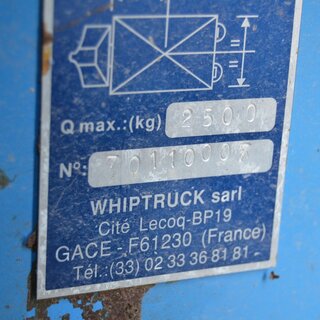 Q max.:(kg) 2500
N°: 70110007
WHIPTRUCK sarl
Cité Lecoq-BP19
GACE - F61230 (France)
Tél.:(33) 02 33 36 81 81 -